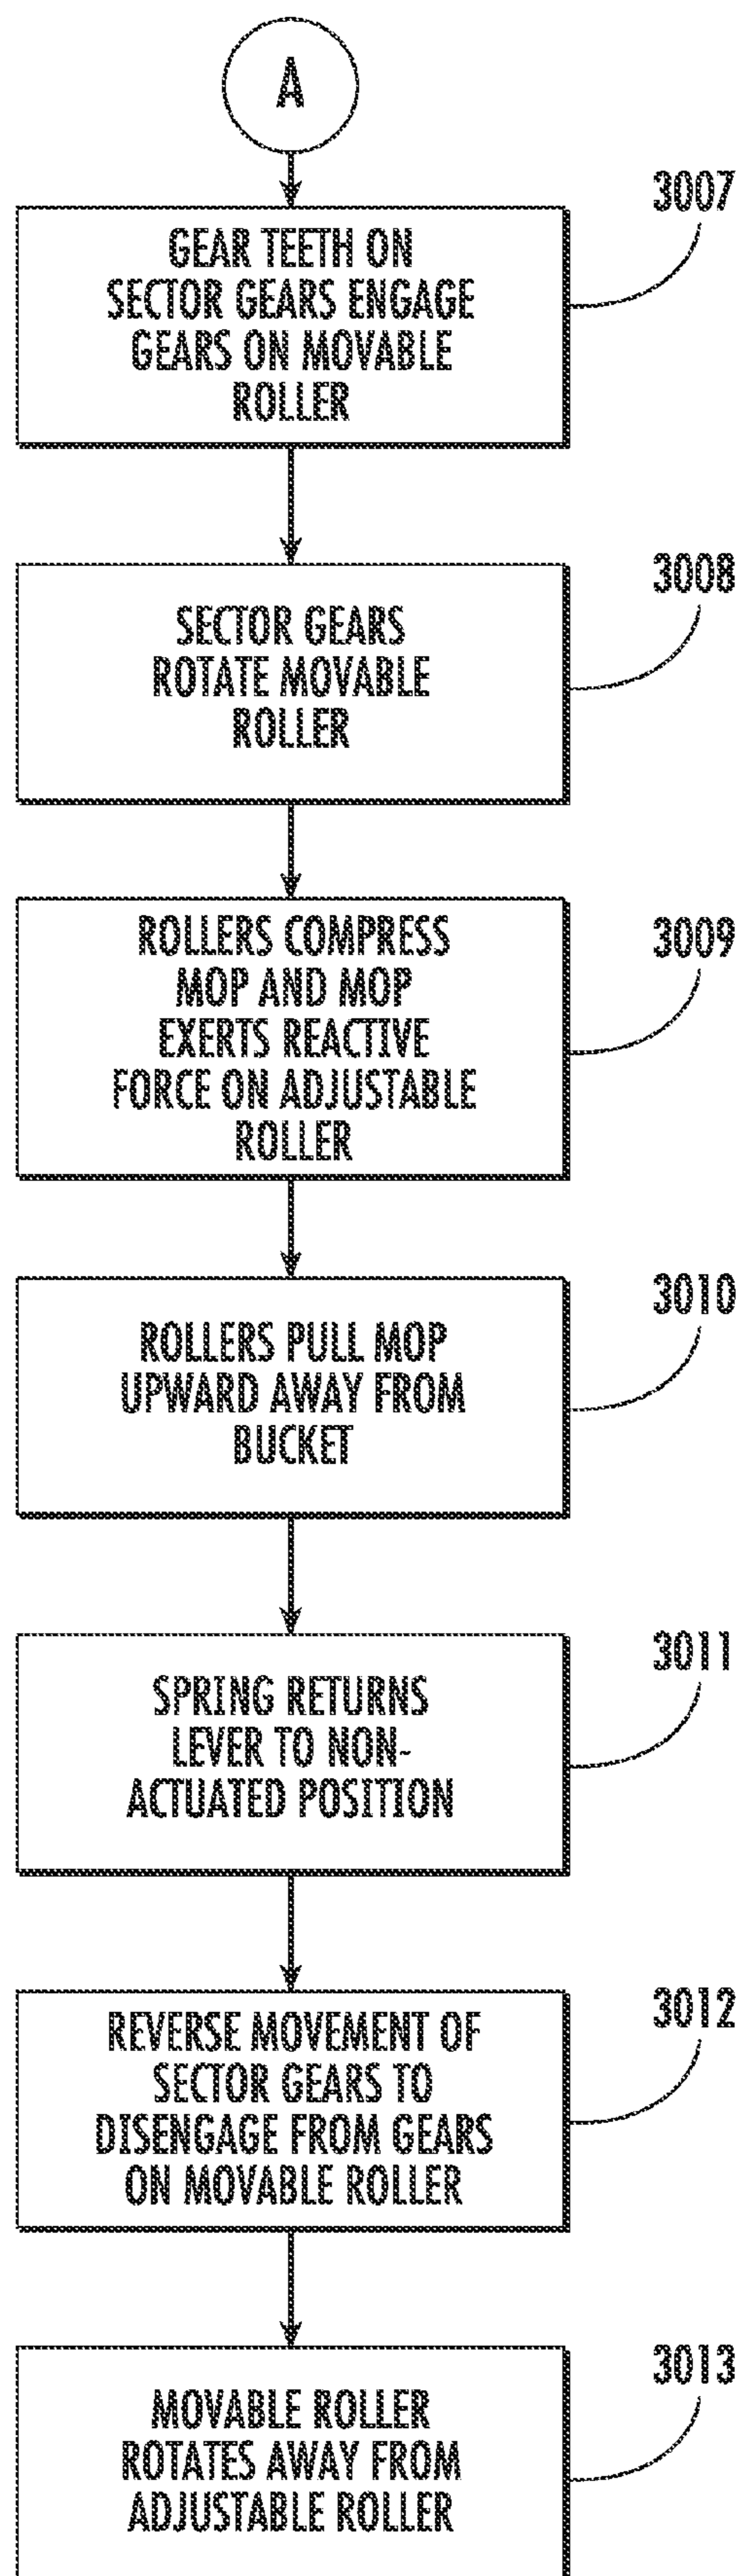 A
3007
GEAR TEETH ON
SECTOR GEARS ENGAGE
GEARS ON MOVABLE
ROLLER
3008
SECTOR GEARS
ROTATE MOVABLE
ROLLER
3009
ROLLERS COMPRESS
MOP AND MOP
EXERTS REACTIVE
FORCE ON ADJUSTABLE
ROLLER
3010
ROLLERS PULL MOP
UPWARD AWAY FROM
BUCKET
3011
SPRING RETURNS
LEVER TO NON-
ACTUATED POSITION
3012
REVERSE MOVEMENT OF
SECTOR GEARS TO
DISENGAGE FROM GEARS
ON MOVABLE ROLLER
3013
MOVABLE ROLLER
ROTATES AWAY FROM
ADJUSTABLE ROLLER